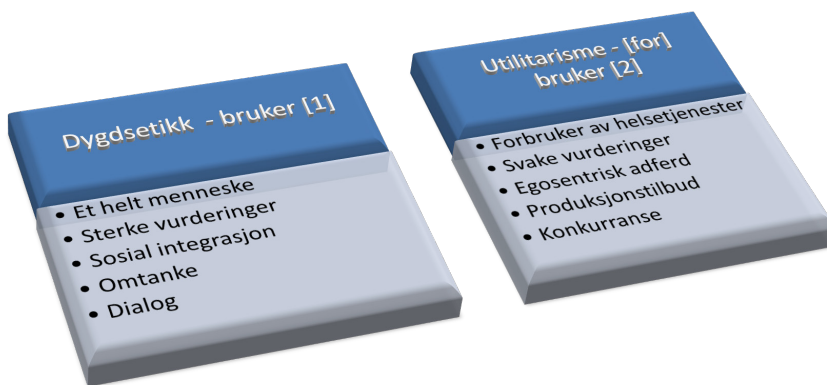 Dygdsetikk - bruker [1]
• Et helt menneske
• Sterke vurderinger
• Sosial integrasjon
• Omtanke
• Dialog
Utilitarisme - [for]
bruker [2]
• Forbruker av helsetjenester
• Svake vurderinger
• Egosentrisk adferd
• Produksjonstilbud
• Konkurranse